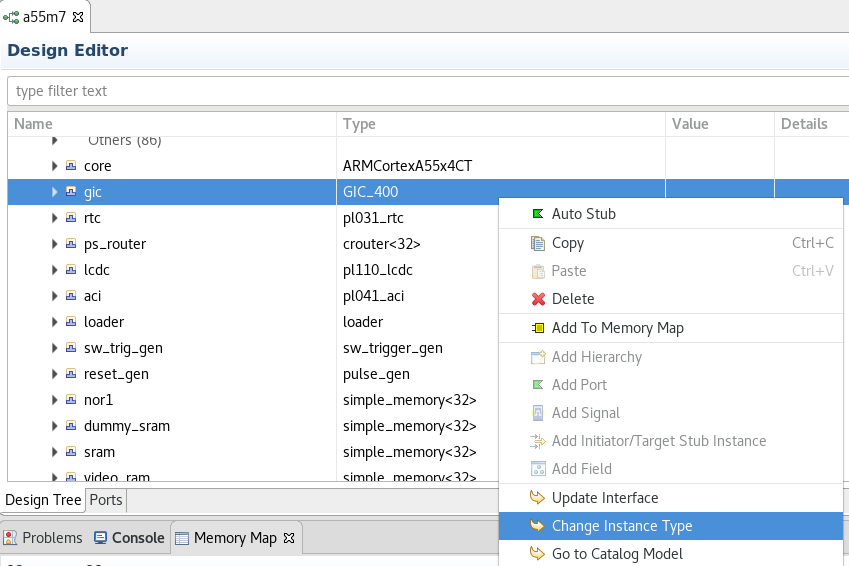 a55m7
Design Editor
type filter text
Name Type Value Details
Others (86)
core ARMCortexA55x4CT
gic GIC_400
rtc pl031_rtc
ps_router crouter<32>
lcdc pl110_lcdc
aci pl041_aci
loader loader
sw_trig_gen sw_trigger_gen
reset_gen pulse_gen
nor1 simple_memory<32>
dummy_sram simple_memory<32>
sram simple_memory<32>
video_ram simple_memory<32>
Auto Stub
Copy Ctrl+C
Paste Ctrl+V
Delete
Add To Memory Map
Add Hierarchy
Add Port
Add Signal
Add Initiator/Target Stub Instance
Add Field
Update Interface
Change Instance Type
Go to Catalog Model
Design Tree Ports
Problems Console Memory Map